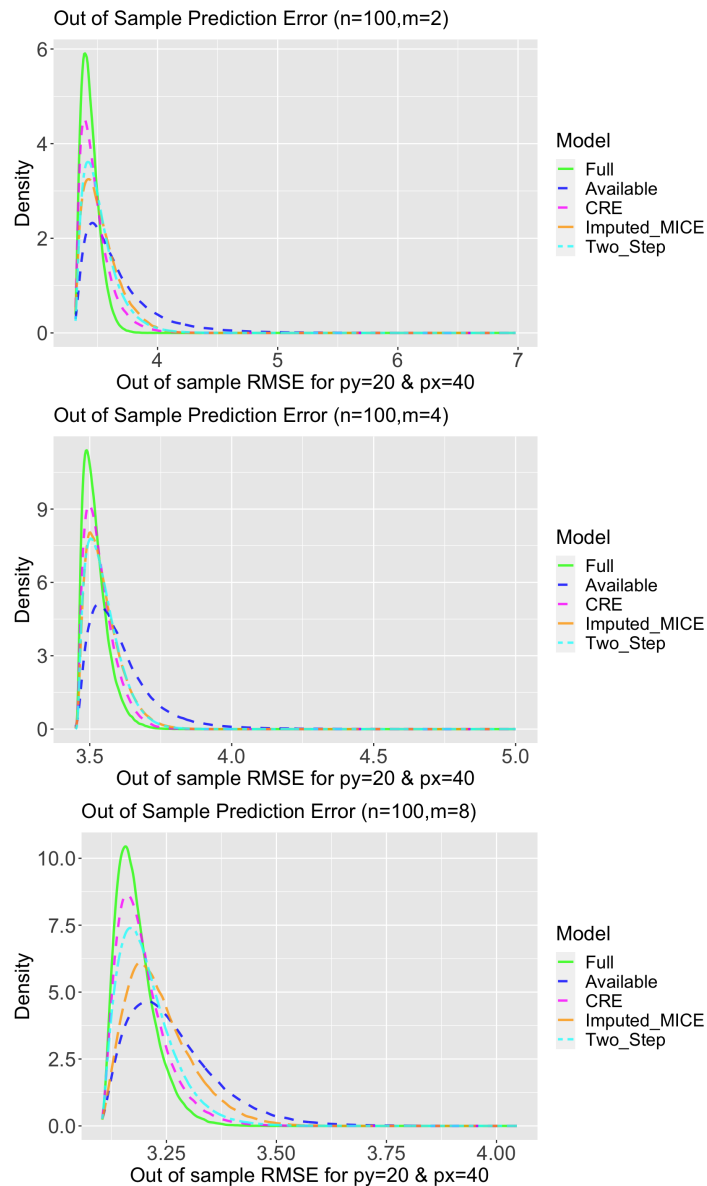 Out of Sample Prediction Error (n=100,m=2)
6
4
2
0
Density
4 5 6 7
Out of sample RMSE for py=20 & px=40
Model
Full
Available
CRE
Imputed_MICE
Two_Step
Out of Sample Prediction Error (n=100,m=4)
9
6
3
0
Density
3.5 4.0 4.5 5.0
Out of sample RMSE for py=20 & px=40
Model
Full
Available
CRE
Imputed_MICE
Two_Step
Out of Sample Prediction Error (n=100,m=8)
10.0
7.5
5.0
2.5
0.0
Density
3.25 3.50 3.75 4.00
Out of sample RMSE for py=20 & px=40
Model
Full
Available
CRE
Imputed_MICE
Two_Step